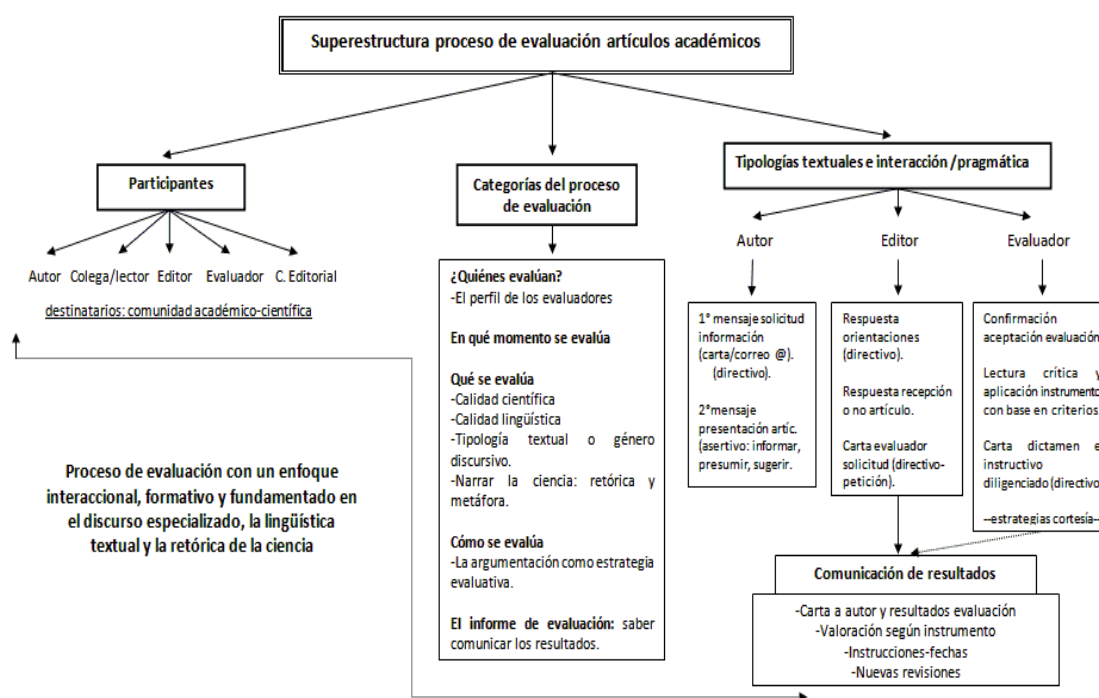 Superestructura proceso de evaluación artículos académicos
Participantes
Autor Colega/lector Editor Evaluador C. Editorial
destinatarios: comunidad académico-científica
Proceso de evaluación con un enfoque
interaccional, formativo y fundamentado en
el discurso especializado, la lingüística
textual y la retórica de la ciencia
Categorías del proceso
de evaluación
¿Quiénes evalúan?
-El perfil de los evaluadores
En qué momento se evalúa
Qué se evalúa
-Calidad científica
-Calidad lingüística
-Tipología textual o género
discursivo.
-Narrar la ciencia: retórica y
metáfora.
Cómo se evalúa
-La argumentación como estrategia
evaluativa.
El informe de evaluación: saber
comunicar los resultados.
Tipologías textuales e interacción /pragmática
Autor
1° mensaje solicitud
información
(carta/correo @).
(directivo).
2°mensaje
presentación artíc.
(asertivo: informar,
presumir, sugerir.
Editor
Respuesta
orientaciones
(directivo).
Respuesta recepción
o no artículo.
Carta evaluador
solicitud (directivo-
petición).
Evaluador
Confirmación
aceptación evaluación
Lectura crítica y
aplicación instrumento
con base en criterios
Carta dictamen e
instructivo
diligenciado (directivo
--estrategias cortesía--
Comunicación de resultados
-Carta a autor y resultados evaluación
-Valoración según instrumento
-Instrucciones-fechas
-Nuevas revisiones